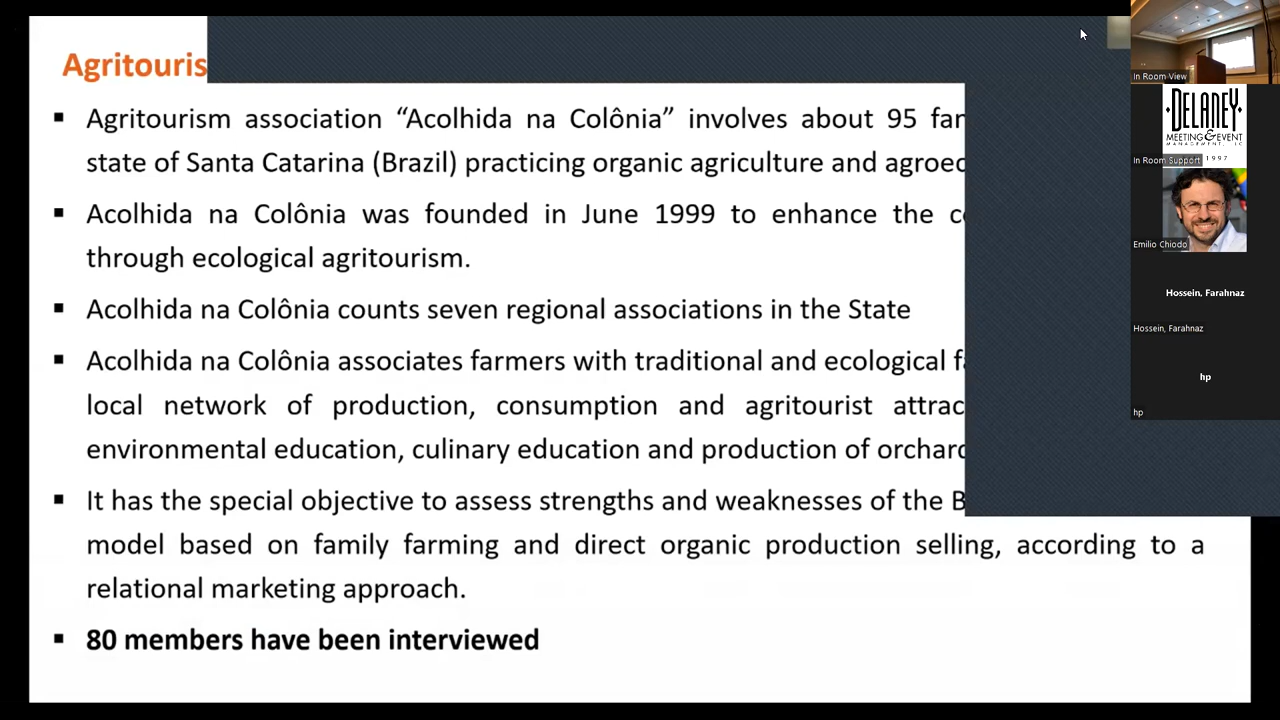 Agritouris
Agritourism association “Acolhida na Colônia” involves about 95
state of Santa Catarina (Brazil) practicing organic agriculture and
Acolhida na Colônia was founded in June 1999 to enhance the
through ecological agritourism.
Acolhida na Colônia counts seven regional associations in the State
Acolhida na Colônia associates farmers with traditional and ecological
local network of production, consumption and agritourist attrac
environmental education, culinary education and production of orchard
It has the special objective to assess strengths and weaknesses of the B
model based on family farming and direct organic production selling, according to a
relational marketing approach.
80 members have been interviewed
In Room View
DELANEY
MEETING & EVENT
MANAGEMENT, LLC
1997
In Room Support
Emilio Chiodo
Hossein, Farahnaz
Hossein, Farahnaz
hp
hp